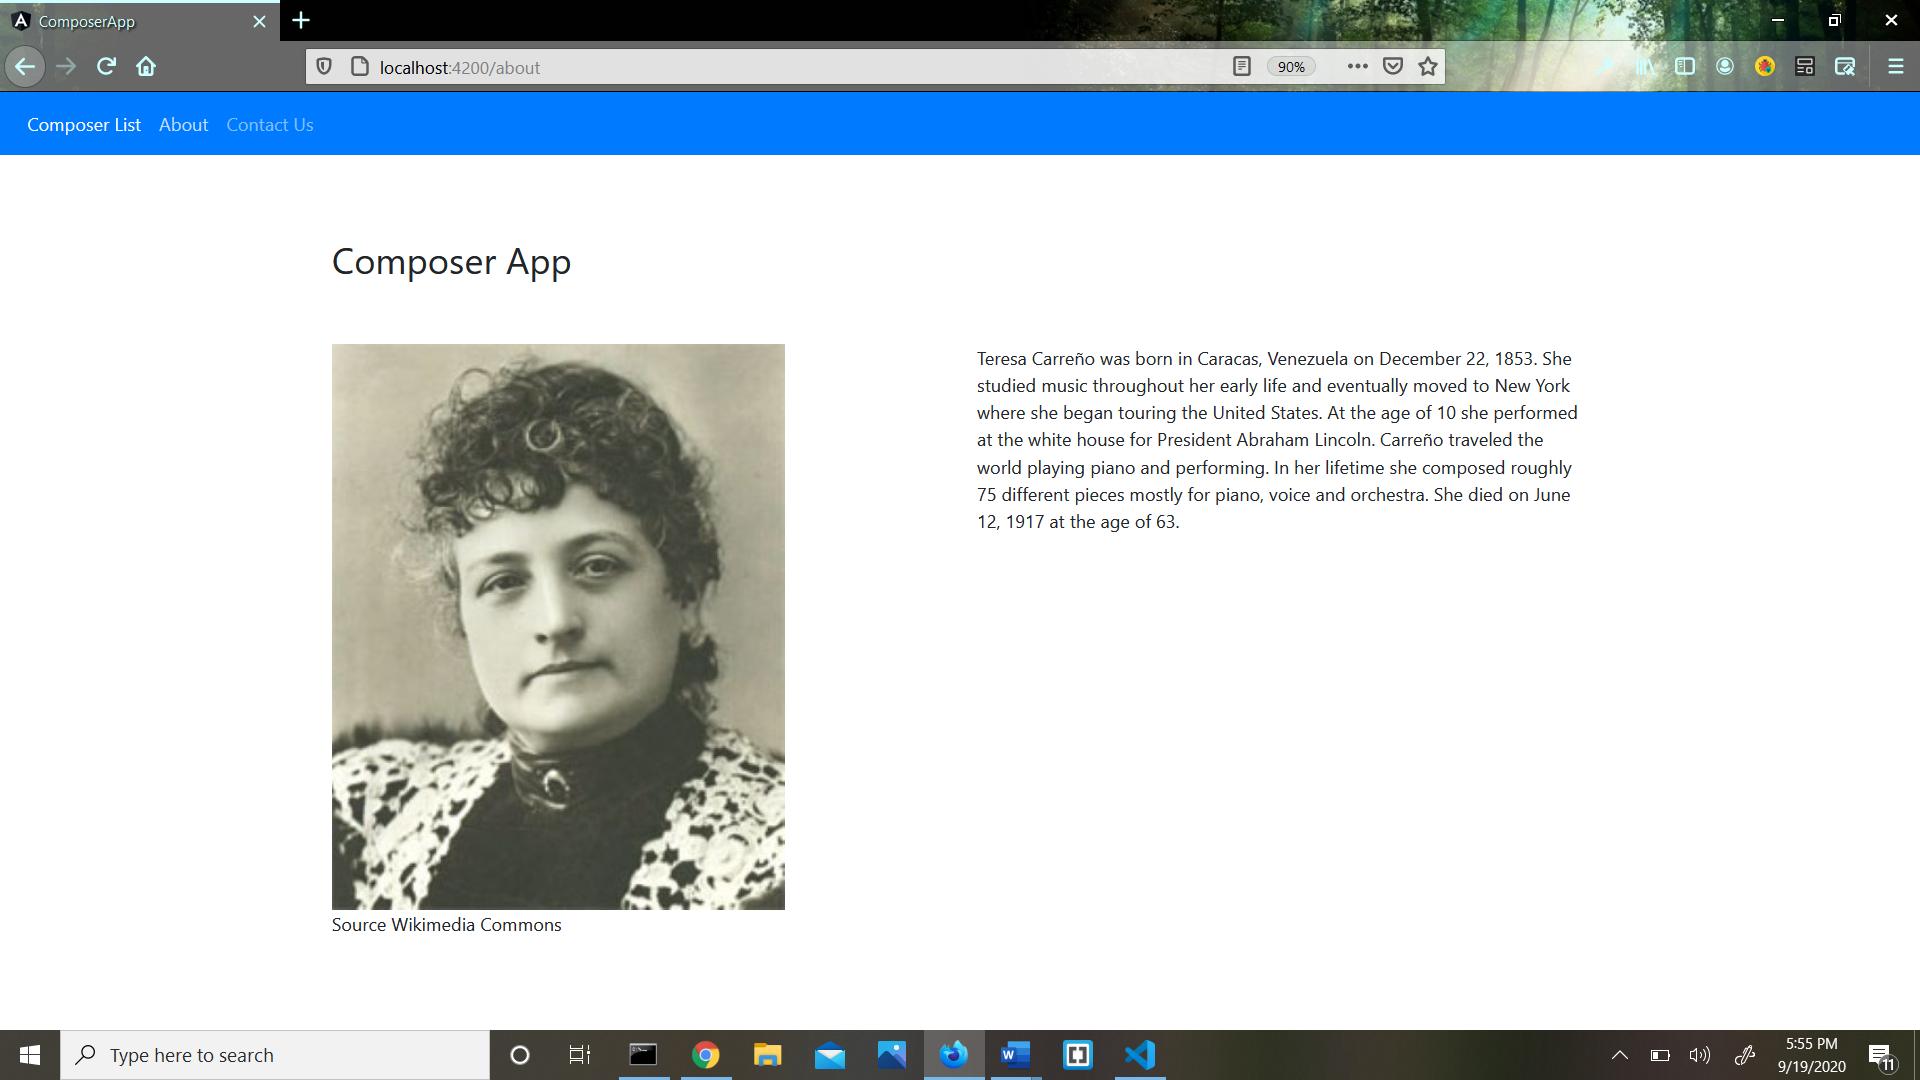 ComposerApp
localhost:4200/about
90%
Composer List About Contact Us
Composer App
Teresa Carreño was born in Caracas, Venezuela on December 22, 1853. She
studied music throughout her early life and eventually moved to New York
where she began touring the United States. At the age of 10 she performed
at the white house for President Abraham Lincoln. Carreño traveled the
world playing piano and performing. In her lifetime she composed roughly
75 different pieces mostly for piano, voice and orchestra. She died on June
12, 1917 at the age of 63.
Source Wikimedia Commons
Type here to search
5:55 PM
9/19/2020
11